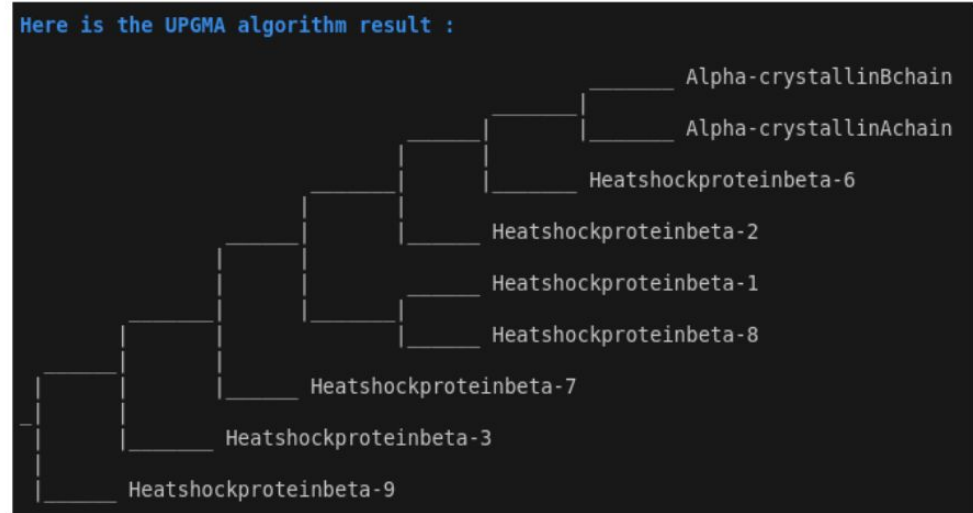 Here is the UPGMA algorithm result :
Alpha-crystallinBchain
Alpha-crystallinAchain
Heatshockproteinbeta-6
Heatshockproteinbeta-2
Heatshockproteinbeta-1
Heatshockproteinbeta-8
Heatshockproteinbeta-7
Heatshockproteinbeta-3
Heatshockproteinbeta-9